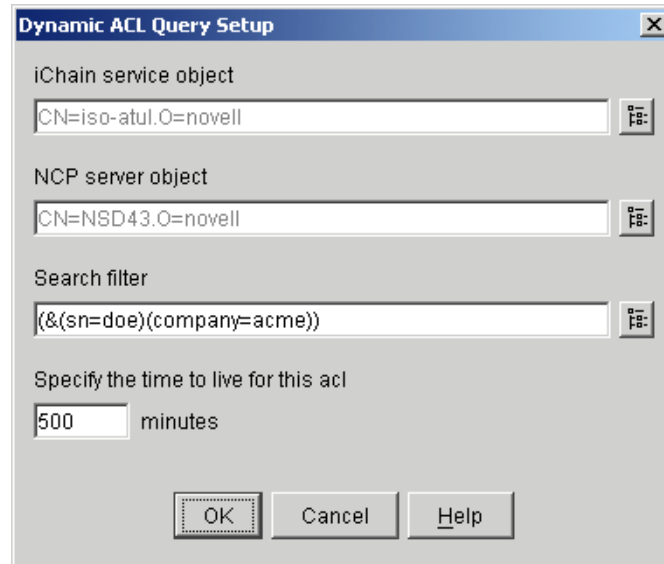 Dynamic ACL Query Setup
iChain service object
CN=iso-atul.O=novell
NCP server object
CN=NSD43.O=novell
Search filter
(&(sn=doe)(company=acme))
Specify the time to live for this acl
500 minutes
OK Cancel Help